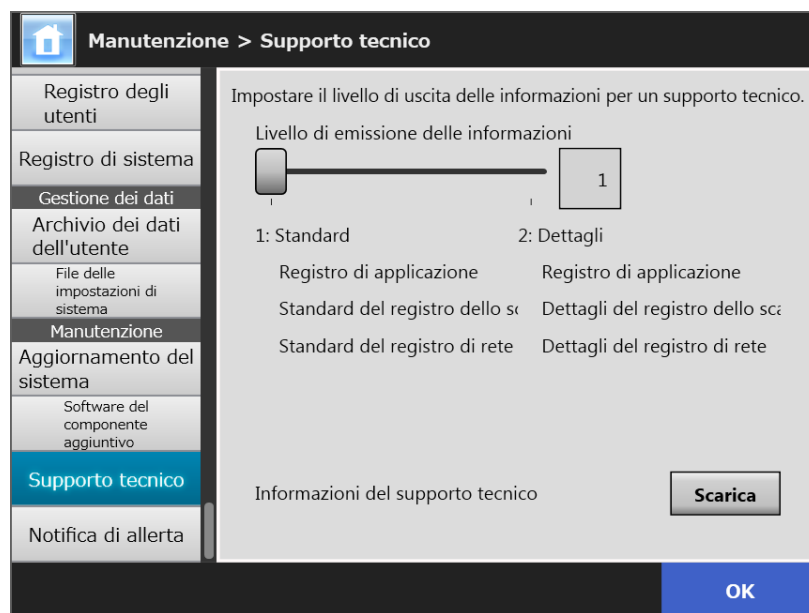 Manutenzione > Supporto tecnico
Registro degli
utenti
Registro di sistema
Gestione dei dati
Archivio dei dati
dell'utente
File delle
impostazioni di
sistema
Manutenzione
Aggiornamento del
sistema
Software del
componente
aggiuntivo
Supporto tecnico
Notifica di allerta
Impostare il livello di uscita delle informazioni per un supporto tecnico.
Livello di emissione delle informazioni
1
1: Standard 2: Dettagli
Registro di applicazione Registro di applicazione
Standard del registro dello Dettagli del registro dello
Standard del registro di rete Dettagli del registro di rete
Informazioni del supporto tecnico Scarica
OK